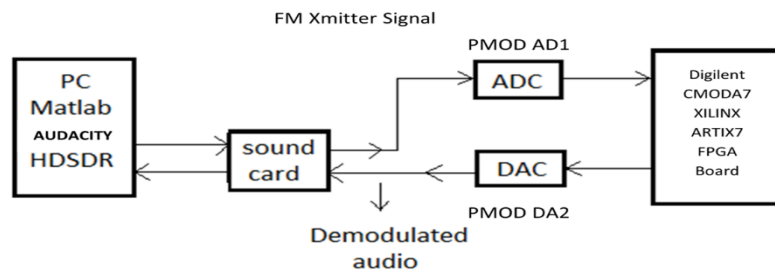 FM Xmitter Signal
PC
Matlab
AUDACITY
HDSDR
sound
card
PMOD AD1
ADC
DAC
PMOD DA2
Demodulated
audio
Digilent
CMODA7
XILINX
ARTIX7
FPGA
Board